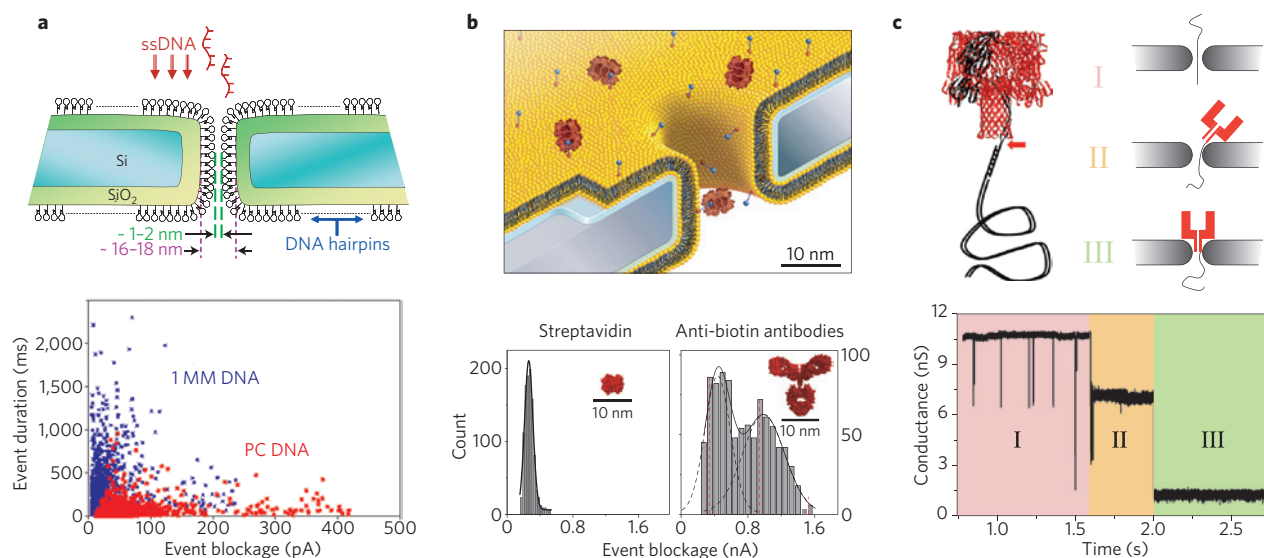 a
ssDNA
Si
SiO2
~ 1–2 nm
~ 16–18 nm
DNA hairpins
Event duration (ms)
2,000
1,500
1,000
500
0
1 MM DNA
PC DNA
0 100 200 300 400 500
Event blockage (pA)
b
10 nm
Streptavidin
Anti-biotin antibodies
Count
200
100
0
10 nm
10 nm
100
50
0
0.8 1.6
0 0.8 1.6
Event blockage (nA)
c
I
II
III
Conductance (nS)
12
9
6
3
0
I
II
III
1.0 1.5 2.0 2.5
Time (s)